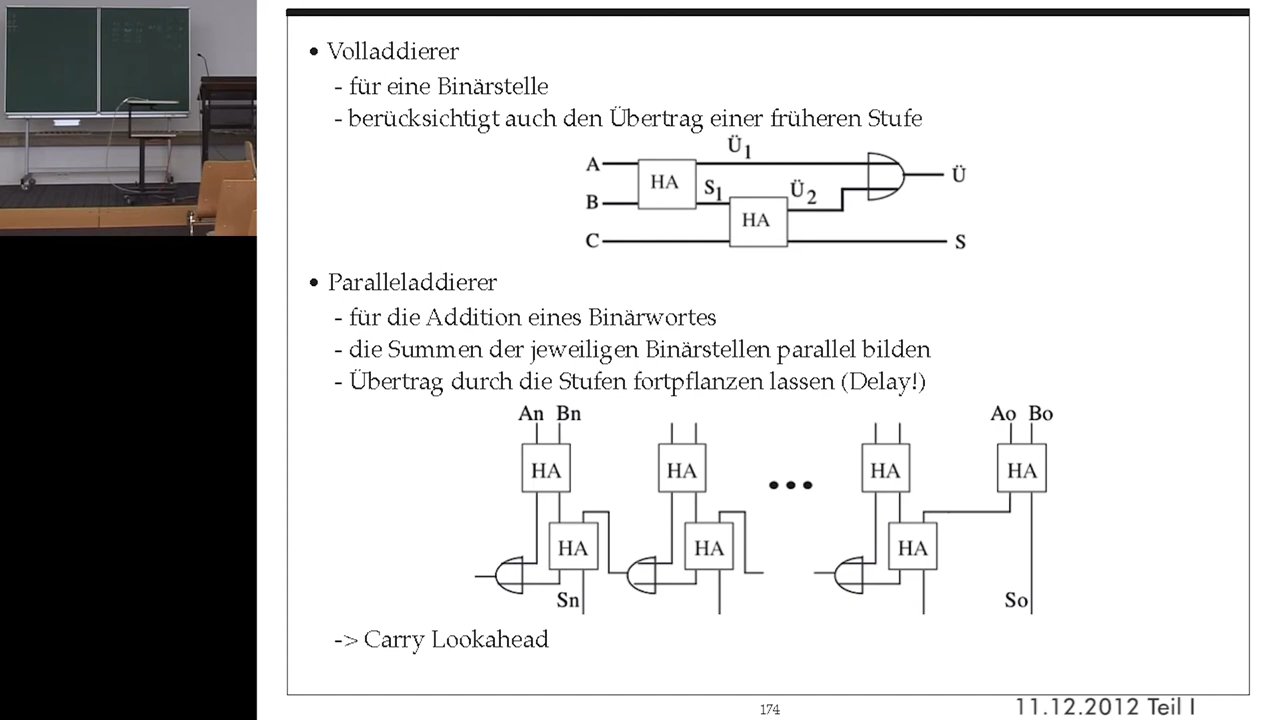 • Volladdierer
- für eine Binärstelle
- berücksichtigt auch den Übertrag einer früheren Stufe
A HA Ü1 Ü
B S1 HA Ü2
C S
• Paralleladdierer
- für die Addition eines Binärwortes
- die Summen der jeweiligen Binärstellen parallel bilden
- Übertrag durch die Stufen fortpflanzen lassen (Delay!)
An Bn Ao Bo
HA HA ••• HA HA
HA HA HA
Sn So
-> Carry Lookahead
174
11.12.2012 Teil I